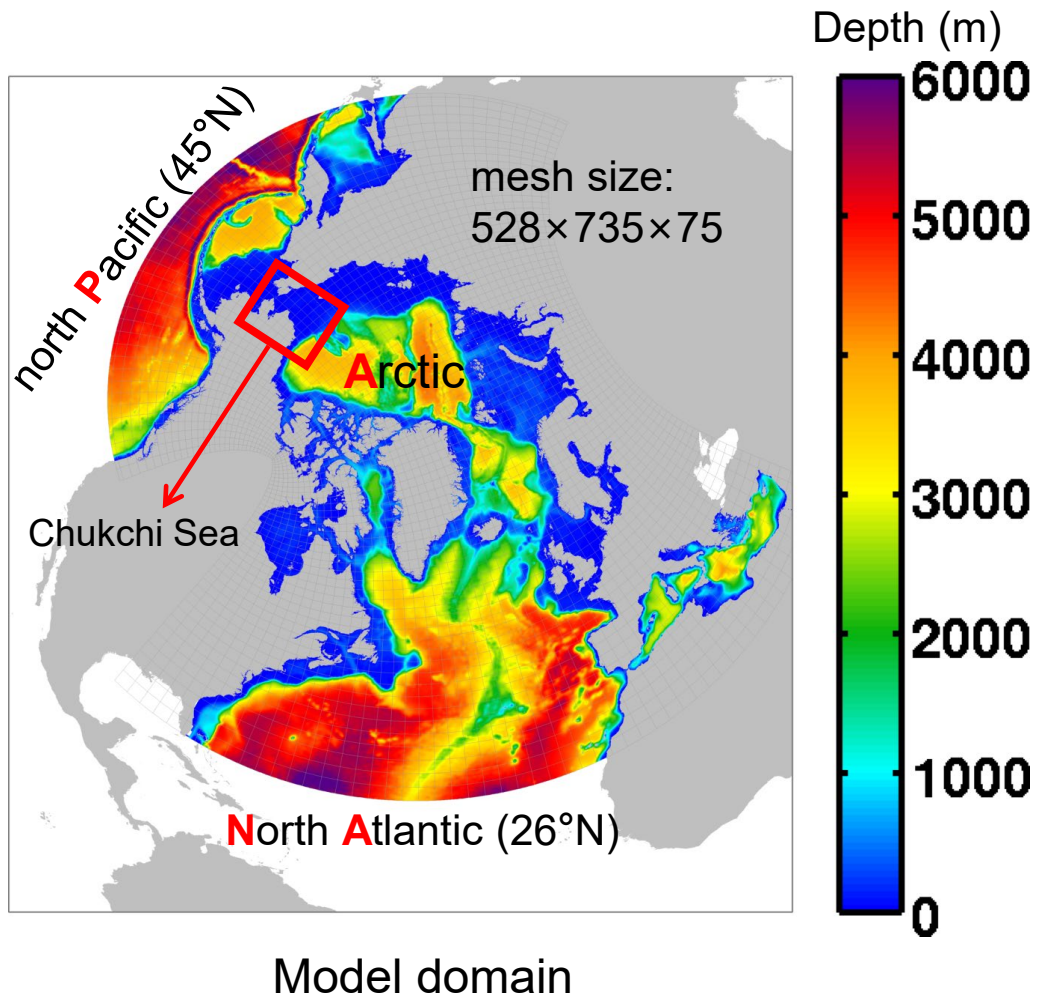 Depth (m)
6000
5000
4000
3000
2000
1000
0
north Pacific (45°N)
mesh size:
528×735×75
Arctic
Chukchi Sea
North Atlantic (26°N)
Model domain